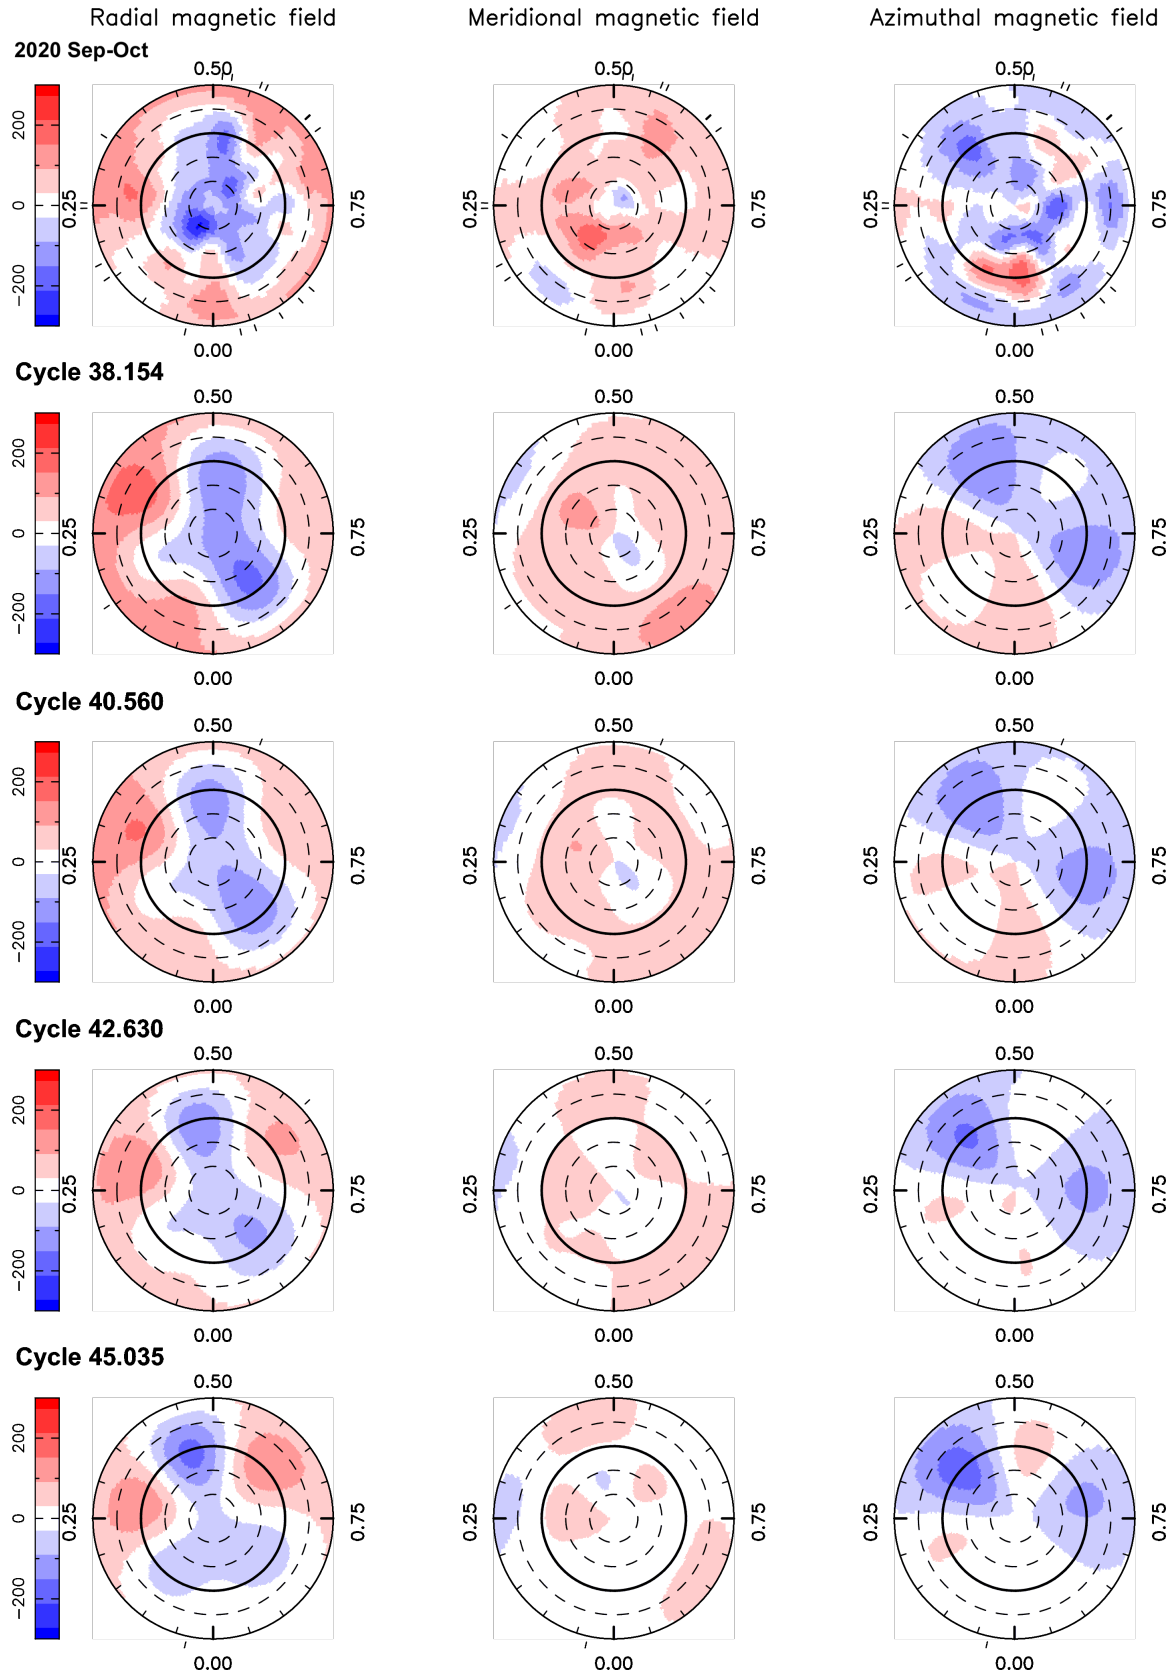 Radial magnetic field Meridional magnetic field Azimuthal magnetic field
2020 Sep-Oct
0.50 0.50 0.50
200 0 −200
0.25 0.75 0.25 0.75 0.25 0.75
0.00 0.00 0.00
Cycle 38.154
0.50 0.50 0.50
200 0 −200
0.25 0.75 0.25 0.75 0.25 0.75
0.00 0.00 0.00
Cycle 40.560
0.50 0.50 0.50
200 0 −200
0.25 0.75 0.25 0.75 0.25 0.75
0.00 0.00 0.00
Cycle 42.630
0.50 0.50 0.50
200 0 −200
0.25 0.75 0.25 0.75 0.25 0.75
0.00 0.00 0.00
Cycle 45.035
0.50 0.50 0.50
200 0 −200
0.25 0.75 0.25 0.75 0.25 0.75
0.00 0.00 0.00